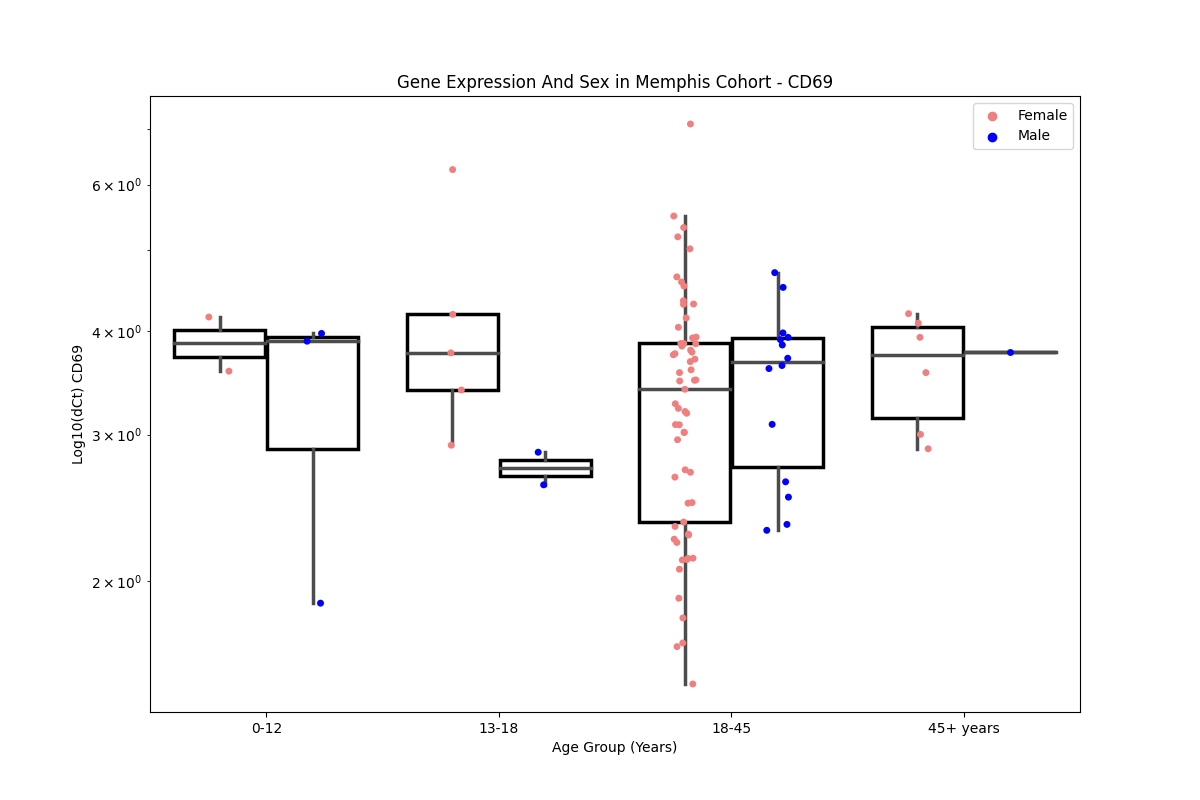 Gene Expression And Sex in Memphis Cohort - CD69
Female
Male
6 × 10⁰
4 × 10⁰
3 × 10⁰
2 × 10⁰
Log10(dCt) CD69
0-12
13-18
18-45
45+ years
Age Group (Years)